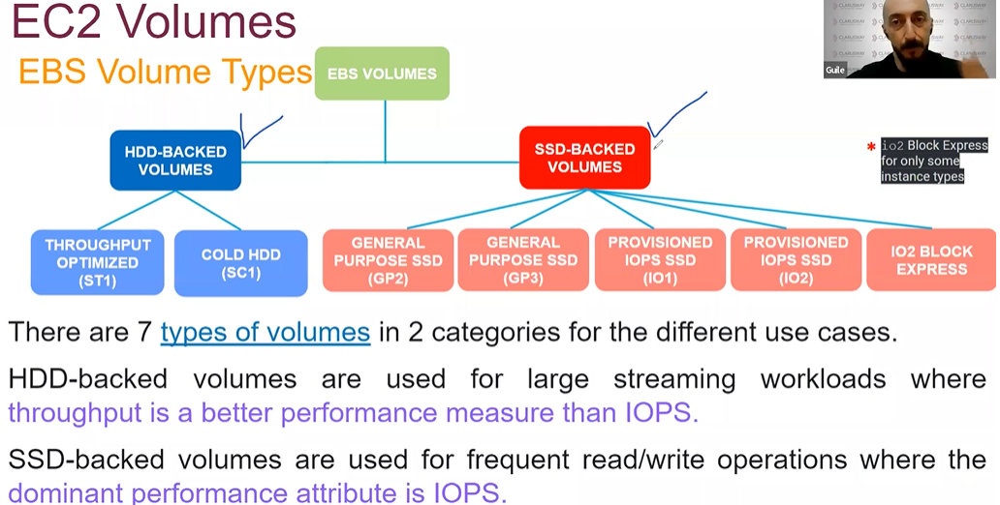 EC2 Volumes
EBS Volume Types
EBS VOLUMES
Guile
HDD-BACKED
VOLUMES
SSD-BACKED
VOLUMES
* io2 Block Express
for only some
instance types
THROUGHPUT
OPTIMIZED
(ST1)
COLD HDD
(SC1)
GENERAL
PURPOSE SSD
(GP2)
GENERAL
PURPOSE SSD
(GP3)
PROVISIONED
IOPS SSD
(IO1)
PROVISIONED
IOPS SSD
(IO2)
IO2 BLOCK
EXPRESS
There are 7 types of volumes in 2 categories for the different use cases.
HDD-backed volumes are used for large streaming workloads where
throughput is a better performance measure than IOPS.
SSD-backed volumes are used for frequent read/write operations where the
dominant performance attribute is IOPS.